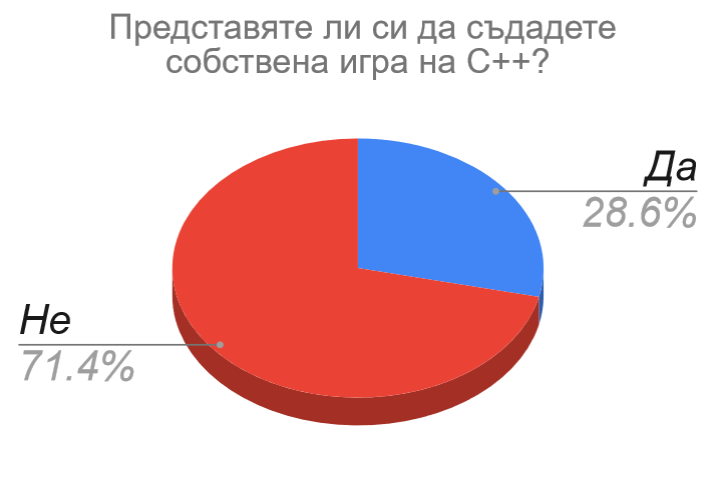 Представяте ли си да съдадете
собствена игра на C++?
Да
28.6%
Не
71.4%